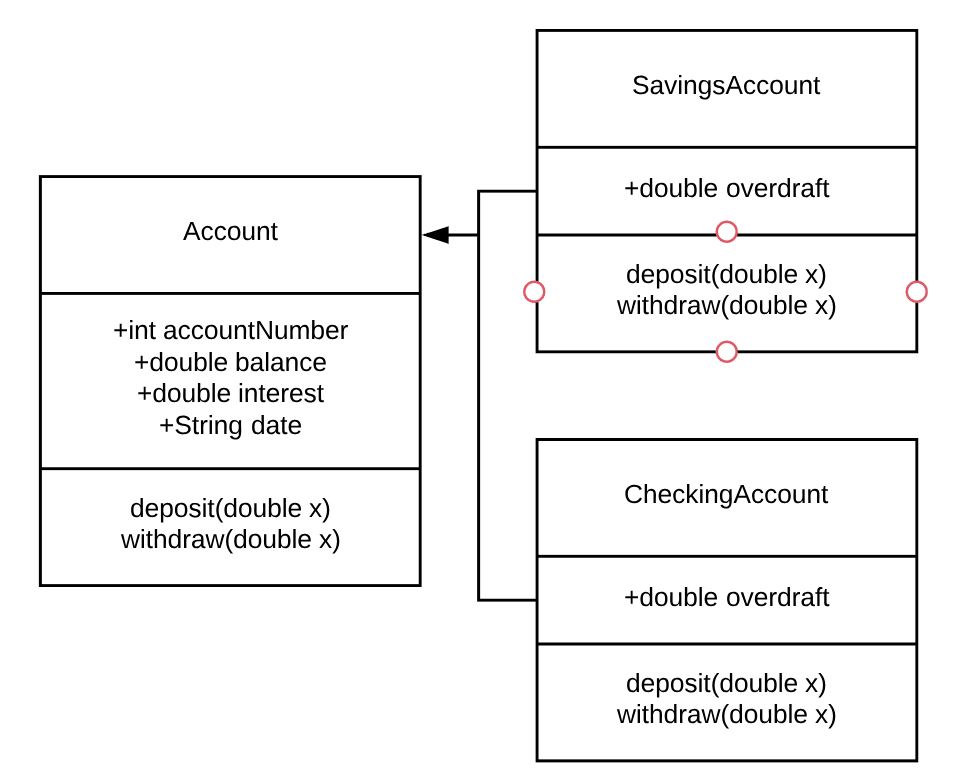 Account
+int accountNumber
+double balance
+double interest
+String date
deposit(double x)
withdraw(double x)
SavingsAccount
+double overdraft
deposit(double x)
withdraw(double x)
CheckingAccount
+double overdraft
deposit(double x)
withdraw(double x)